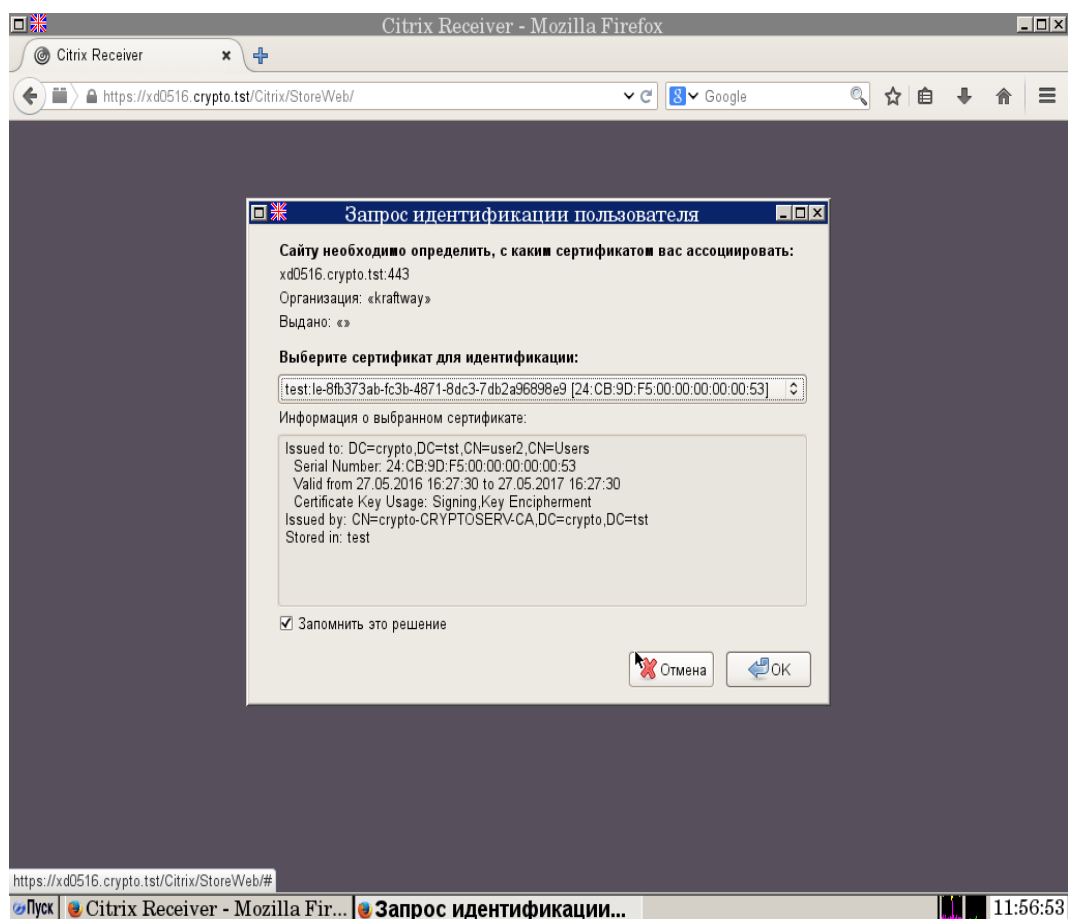 Citrix Receiver - Mozilla Firefox
Citrix Receiver
https://xd0516.crypto.tst/Citrix/StoreWeb/
Google
Запрос идентификации пользователя
Сайту необходимо определить, с каким сертификатом вас ассоциировать:
xd0516.crypto.tst:443
Организация: «kraftway»
Выдано: «»
Выберите сертификат для идентификации:
test:le-8fb373ab-fc3b-4871-8dc3-7db2a96898e9 [24:CB:9D:F5:00:00:00:00:00:53]
Информация о выбранном сертификате:
Issued to: DC=crypto,DC=tst,CN=user2,CN=Users
Serial Number: 24:CB:9D:F5:00:00:00:00:00:53
Valid from 27.05.2016 16:27:30 to 27.05.2017 16:27:30
Certificate Key Usage: Signing,Key Encipherment
Issued by: CN=crypto-CRYPTOSERV-CA,DC=crypto,DC=tst
Stored in: test
Запомнить это решение
Отмена
OK
https://xd0516.crypto.tst/Citrix/StoreWeb/#
Пуск
Citrix Receiver - Mozilla Fir...
Запрос идентификации...
11:56:53